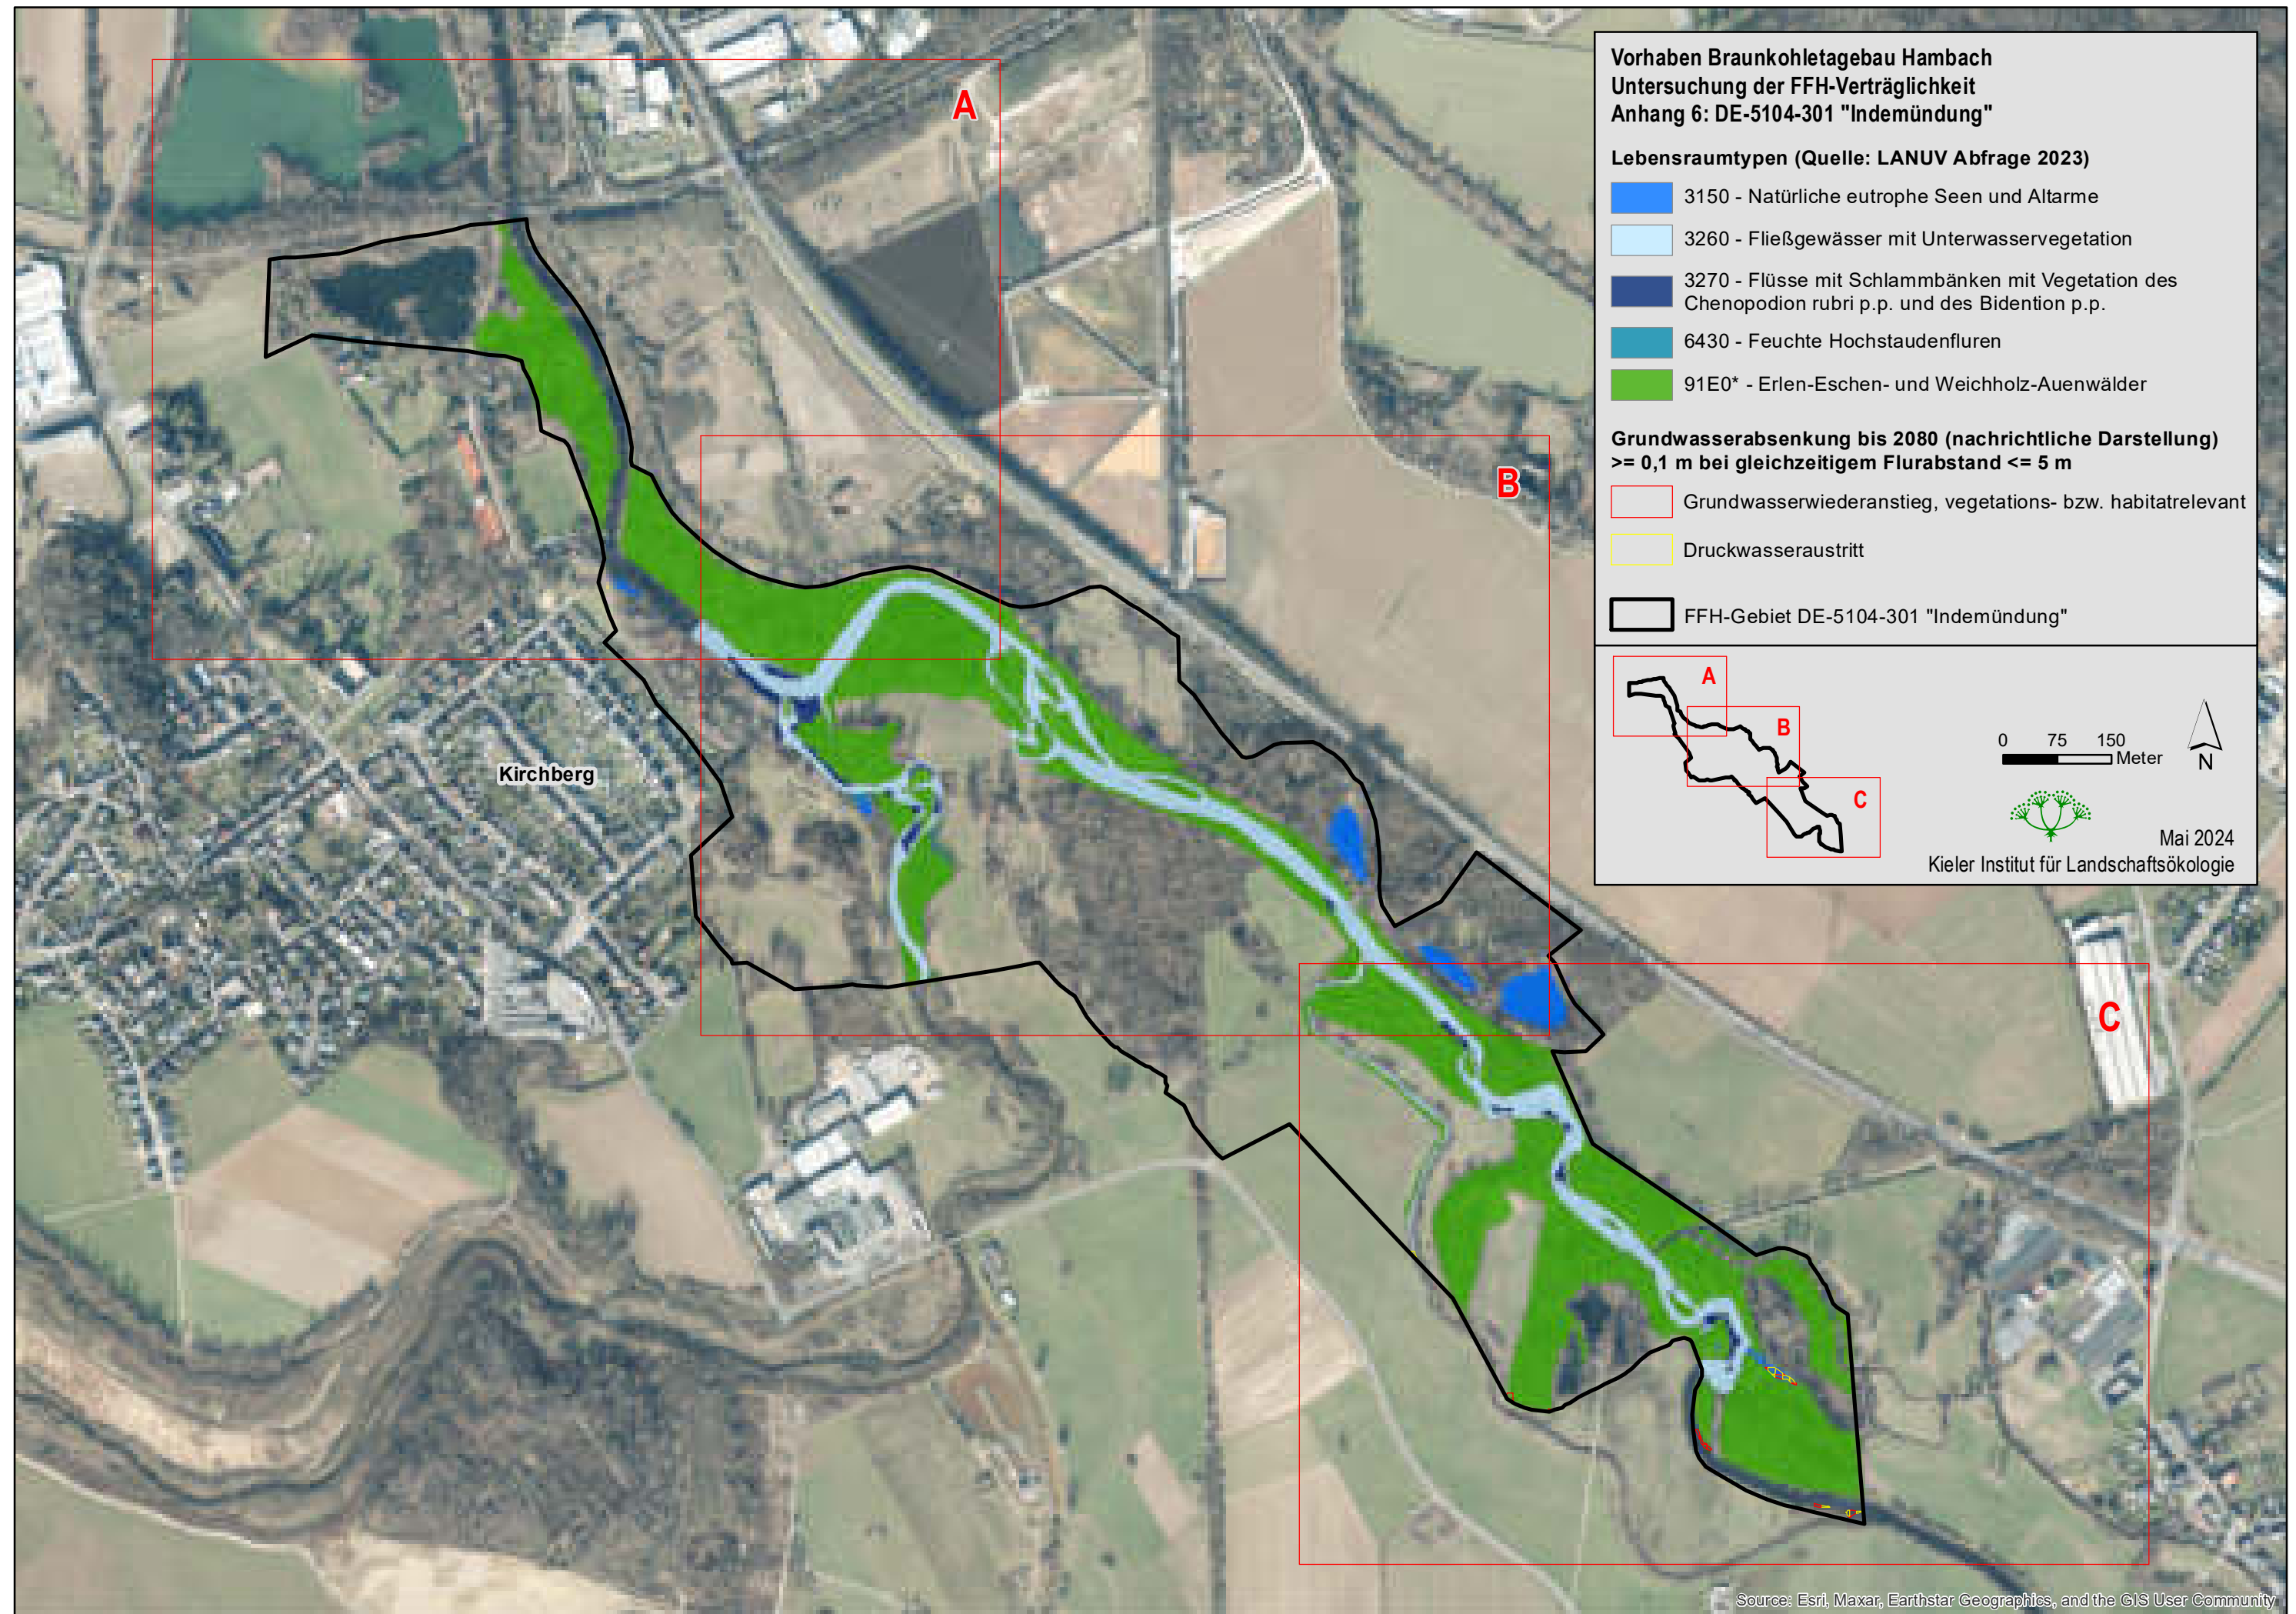 A
B
C
Kirchberg
Vorhaben Braunkohletagebau Hambach
Untersuchung der FFH-Verträglichkeit
Anhang 6: DE-5104-301 "Indemündung"
Lebensraumtypen (Quelle: LANUV Abfrage 2023)
3150 - Natürliche eutrophe Seen und Altarme
3260 - Fließgewässer mit Unterwasservegetation
3270 - Flüsse mit Schlammbänken mit Vegetation des
Chenopodion rubri p.p. und des Bidention p.p.
6430 - Feuchte Hochstaudenfluren
91E0* - Erlen-Eschen- und Weichholz-Auenwälder
Grundwasserabsenkung bis 2080 (nachrichtliche Darstellung)
>= 0,1 m bei gleichzeitigem Flurabstand <= 5 m
Grundwasserwiederanstieg, vegetations- bzw. habitatrelevant
Druckwasseraustritt
FFH-Gebiet DE-5104-301 "Indemündung"
A
B
C
0 75 150
Meter
N
Mai 2024
Kieler Institut für Landschaftsökologie
Source: Esri, Maxar, Earthstar Geographics, and the GIS User Community